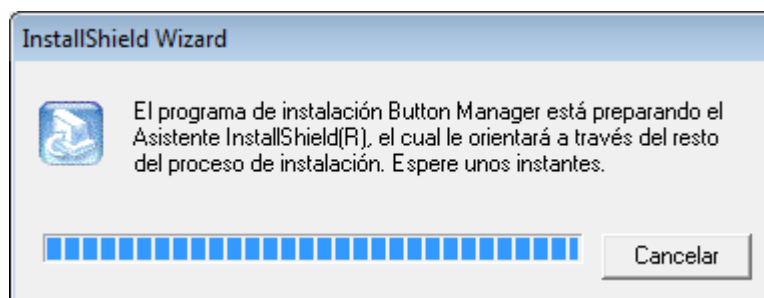 InstallShield Wizard
El programa de instalación Button Manager está preparando el
Asistente InstallShield(R), el cual le orientará a través del resto
del proceso de instalación. Espere unos instantes.
Cancelar